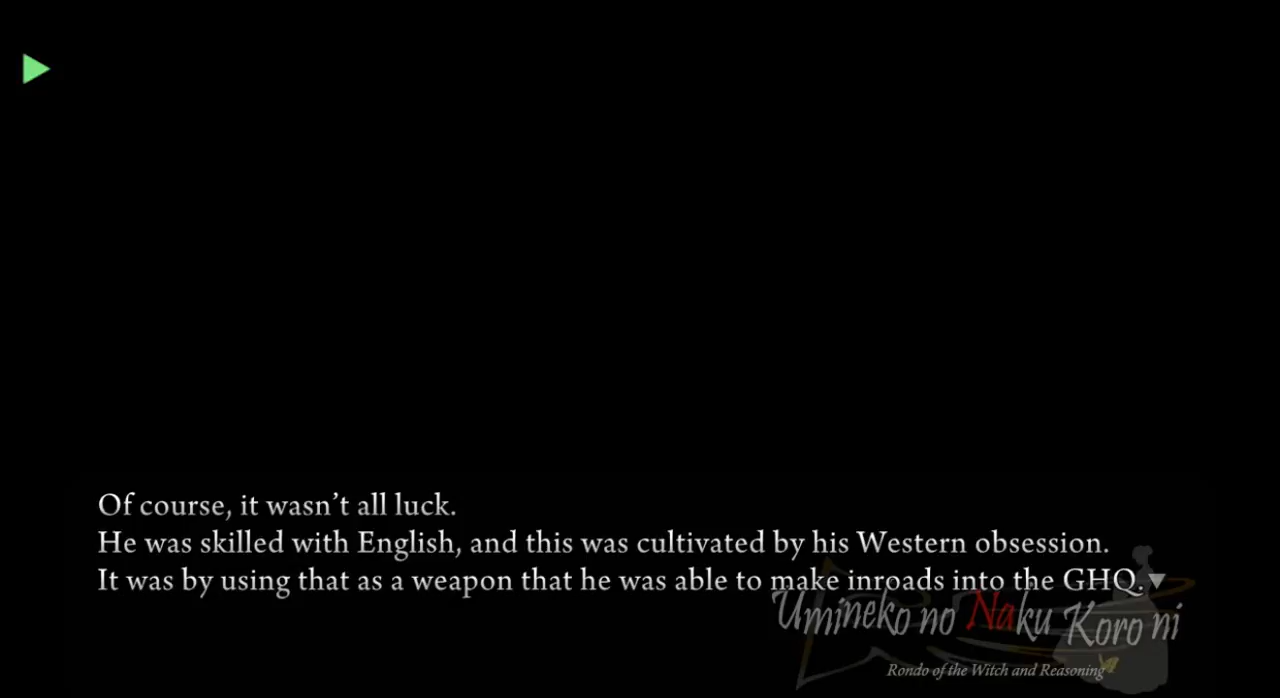 Of course, it wasn't all luck.
He was skilled with English, and this was cultivated by his Western obsession.
It was by using that as a weapon that he was able to make inroads into the GHQ.
Umineko no Naku Koro ni
Rondo of the Witch and Reasoning